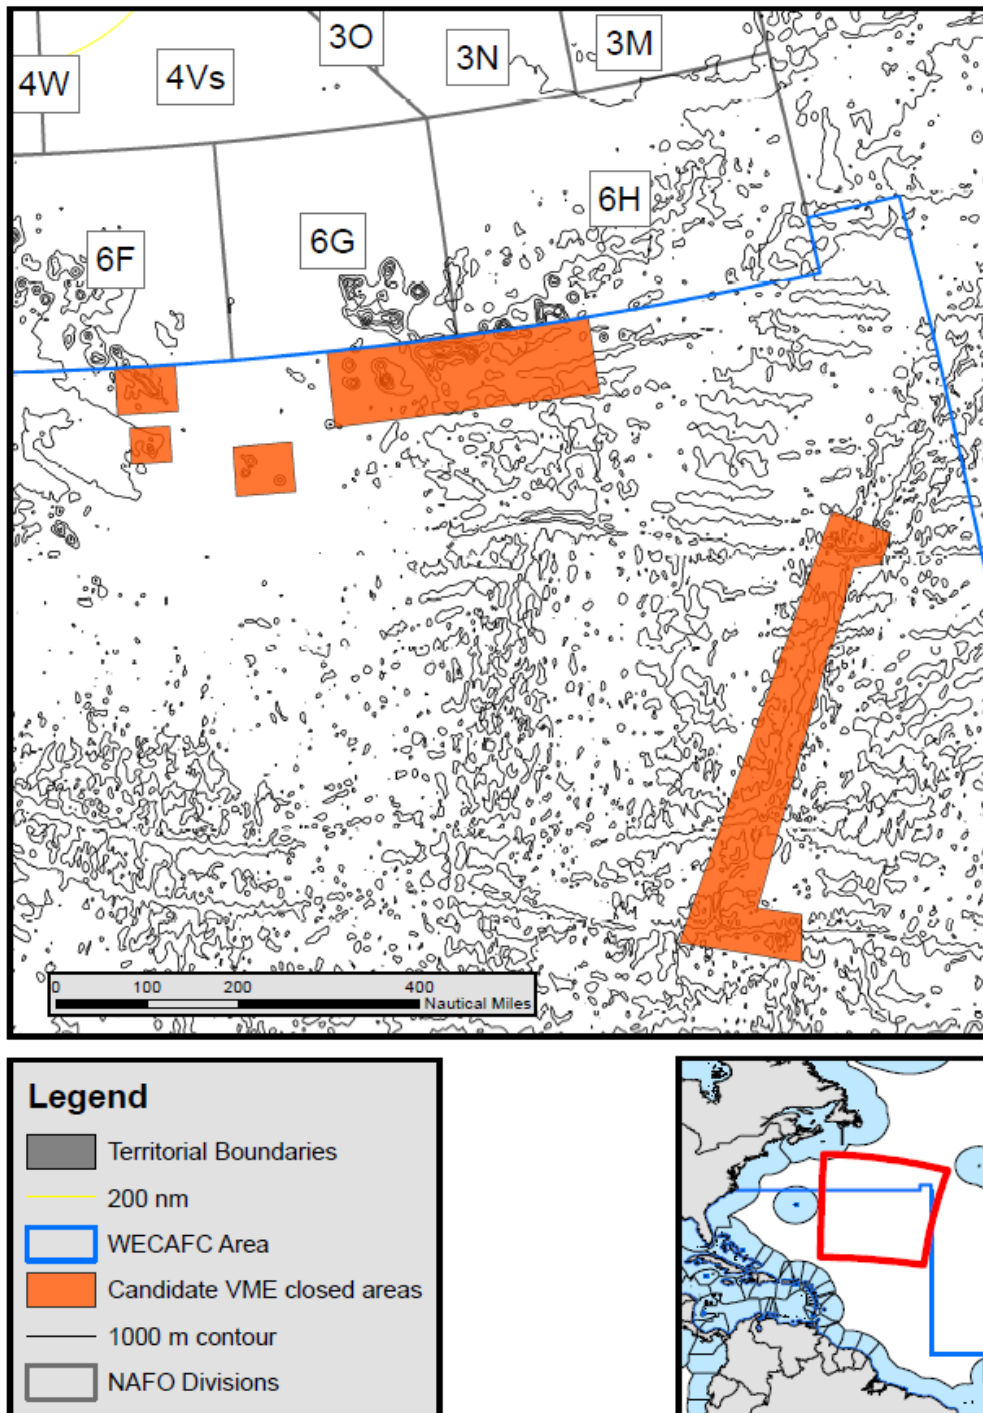 3O
3N
3M
4W
4Vs
6H
6G
6F
0 100 200 400
Nautical Miles
Legend
Territorial Boundaries
200 nm
WECAFC Area
Candidate VME closed areas
1000 m contour
NAFO Divisions